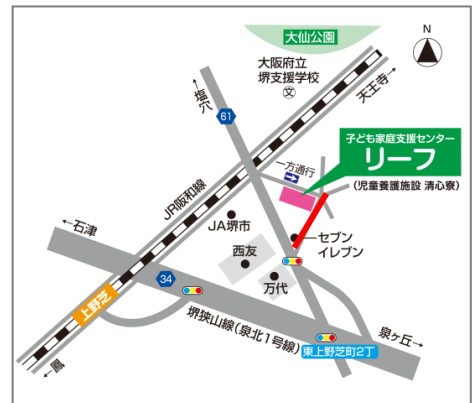 大仙公園
N
大阪府立
堺支援学校
文
←塩穴
天王寺→
61
子ども家庭支援センター
リーフ
(児童養護施設 清心寮)
一方通行
JR阪和線
JA堺市
←石津
セブン
イレブン
西友
34
万代
上野芝
堺狭山線(泉北1号線)
泉ヶ丘→
東上野芝町2丁
←鳳